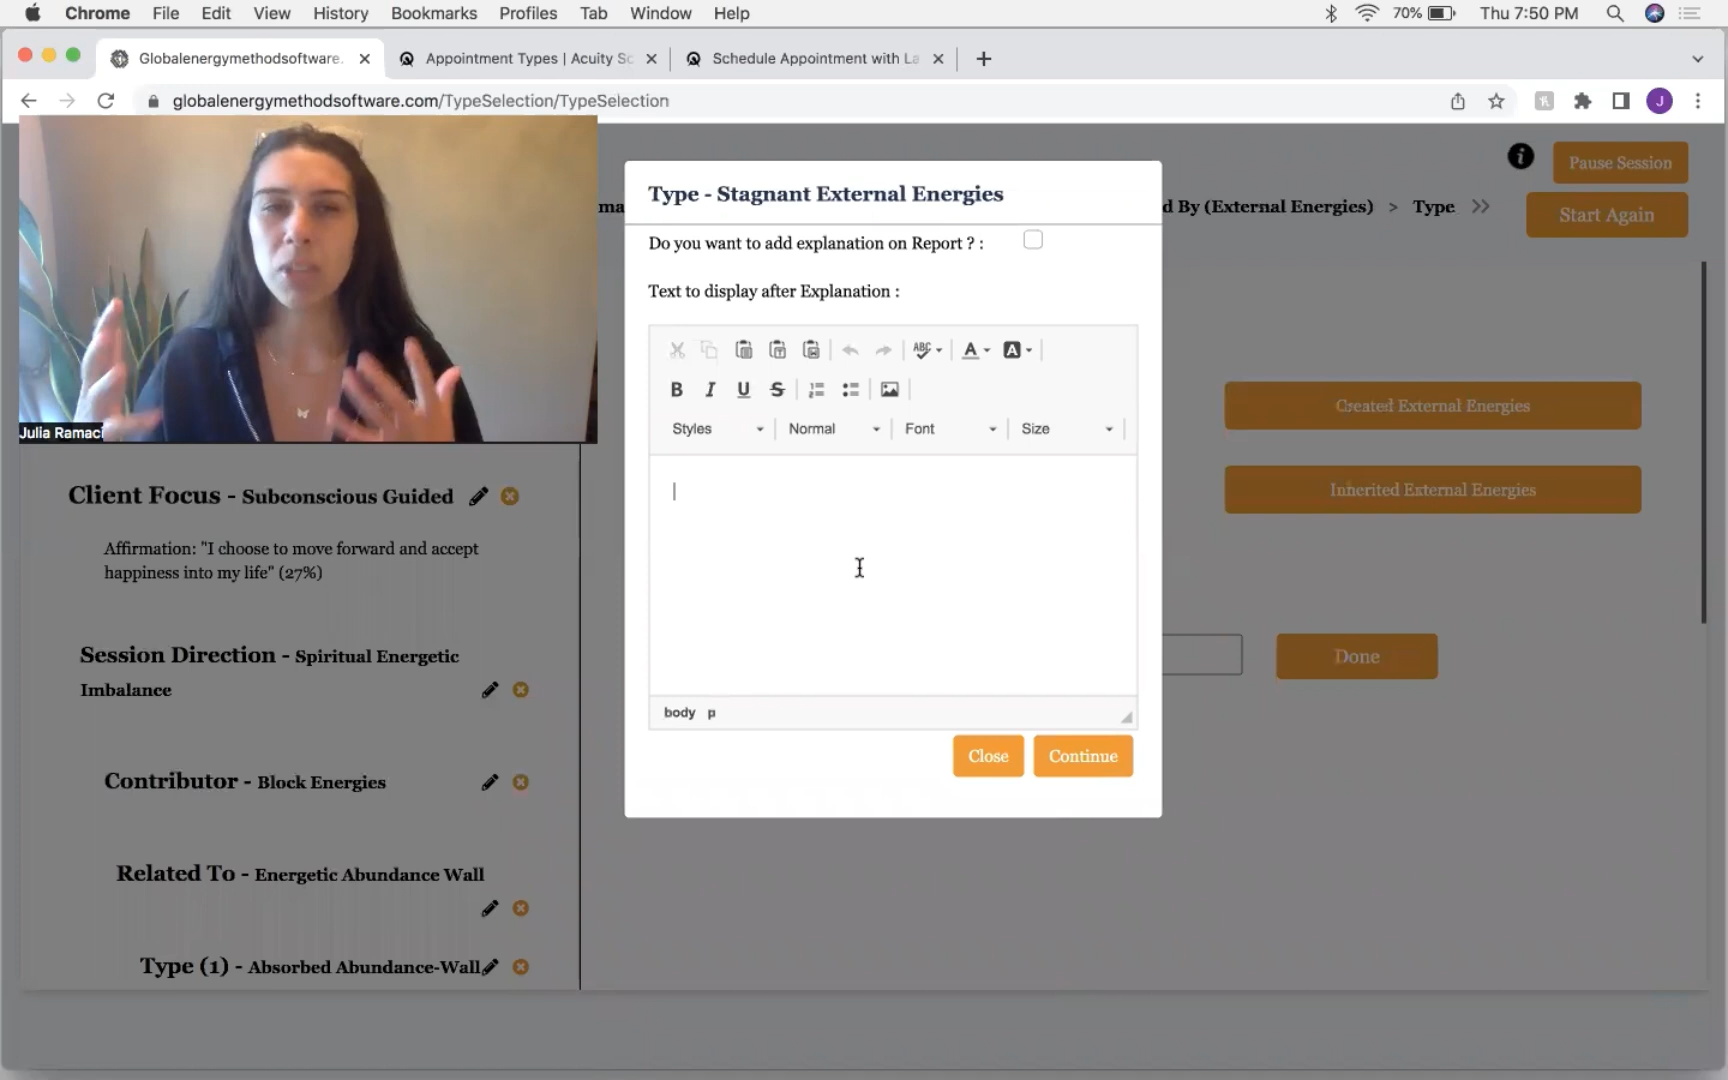 Chrome File Edit View History Bookmarks Profiles Tab Window Help 70% Thu 7:50 PM
Globalenergymethodsoftware. Appointment Types | Acuity Sc Schedule Appointment with La
globalenergymethodsoftware.com/TypeSelection/TypeSelection J
Julia Ramaci
Pause Session
ma
d By (External Energies) > Type >>
Start Again
Type - Stagnant External Energies
Do you want to add explanation on Report ? :
Text to display after Explanation :
ABC A A
B I U S
Styles Normal Font Size
body p
Close Continue
Created External Energies
Inherited External Energies
Done
Client Focus - Subconscious Guided
Affirmation: "I choose to move forward and accept
happiness into my life" (27%)
Session Direction - Spiritual Energetic
Imbalance
Contributor - Block Energies
Related To - Energetic Abundance Wall
Type (1) - Absorbed Abundance-Wall